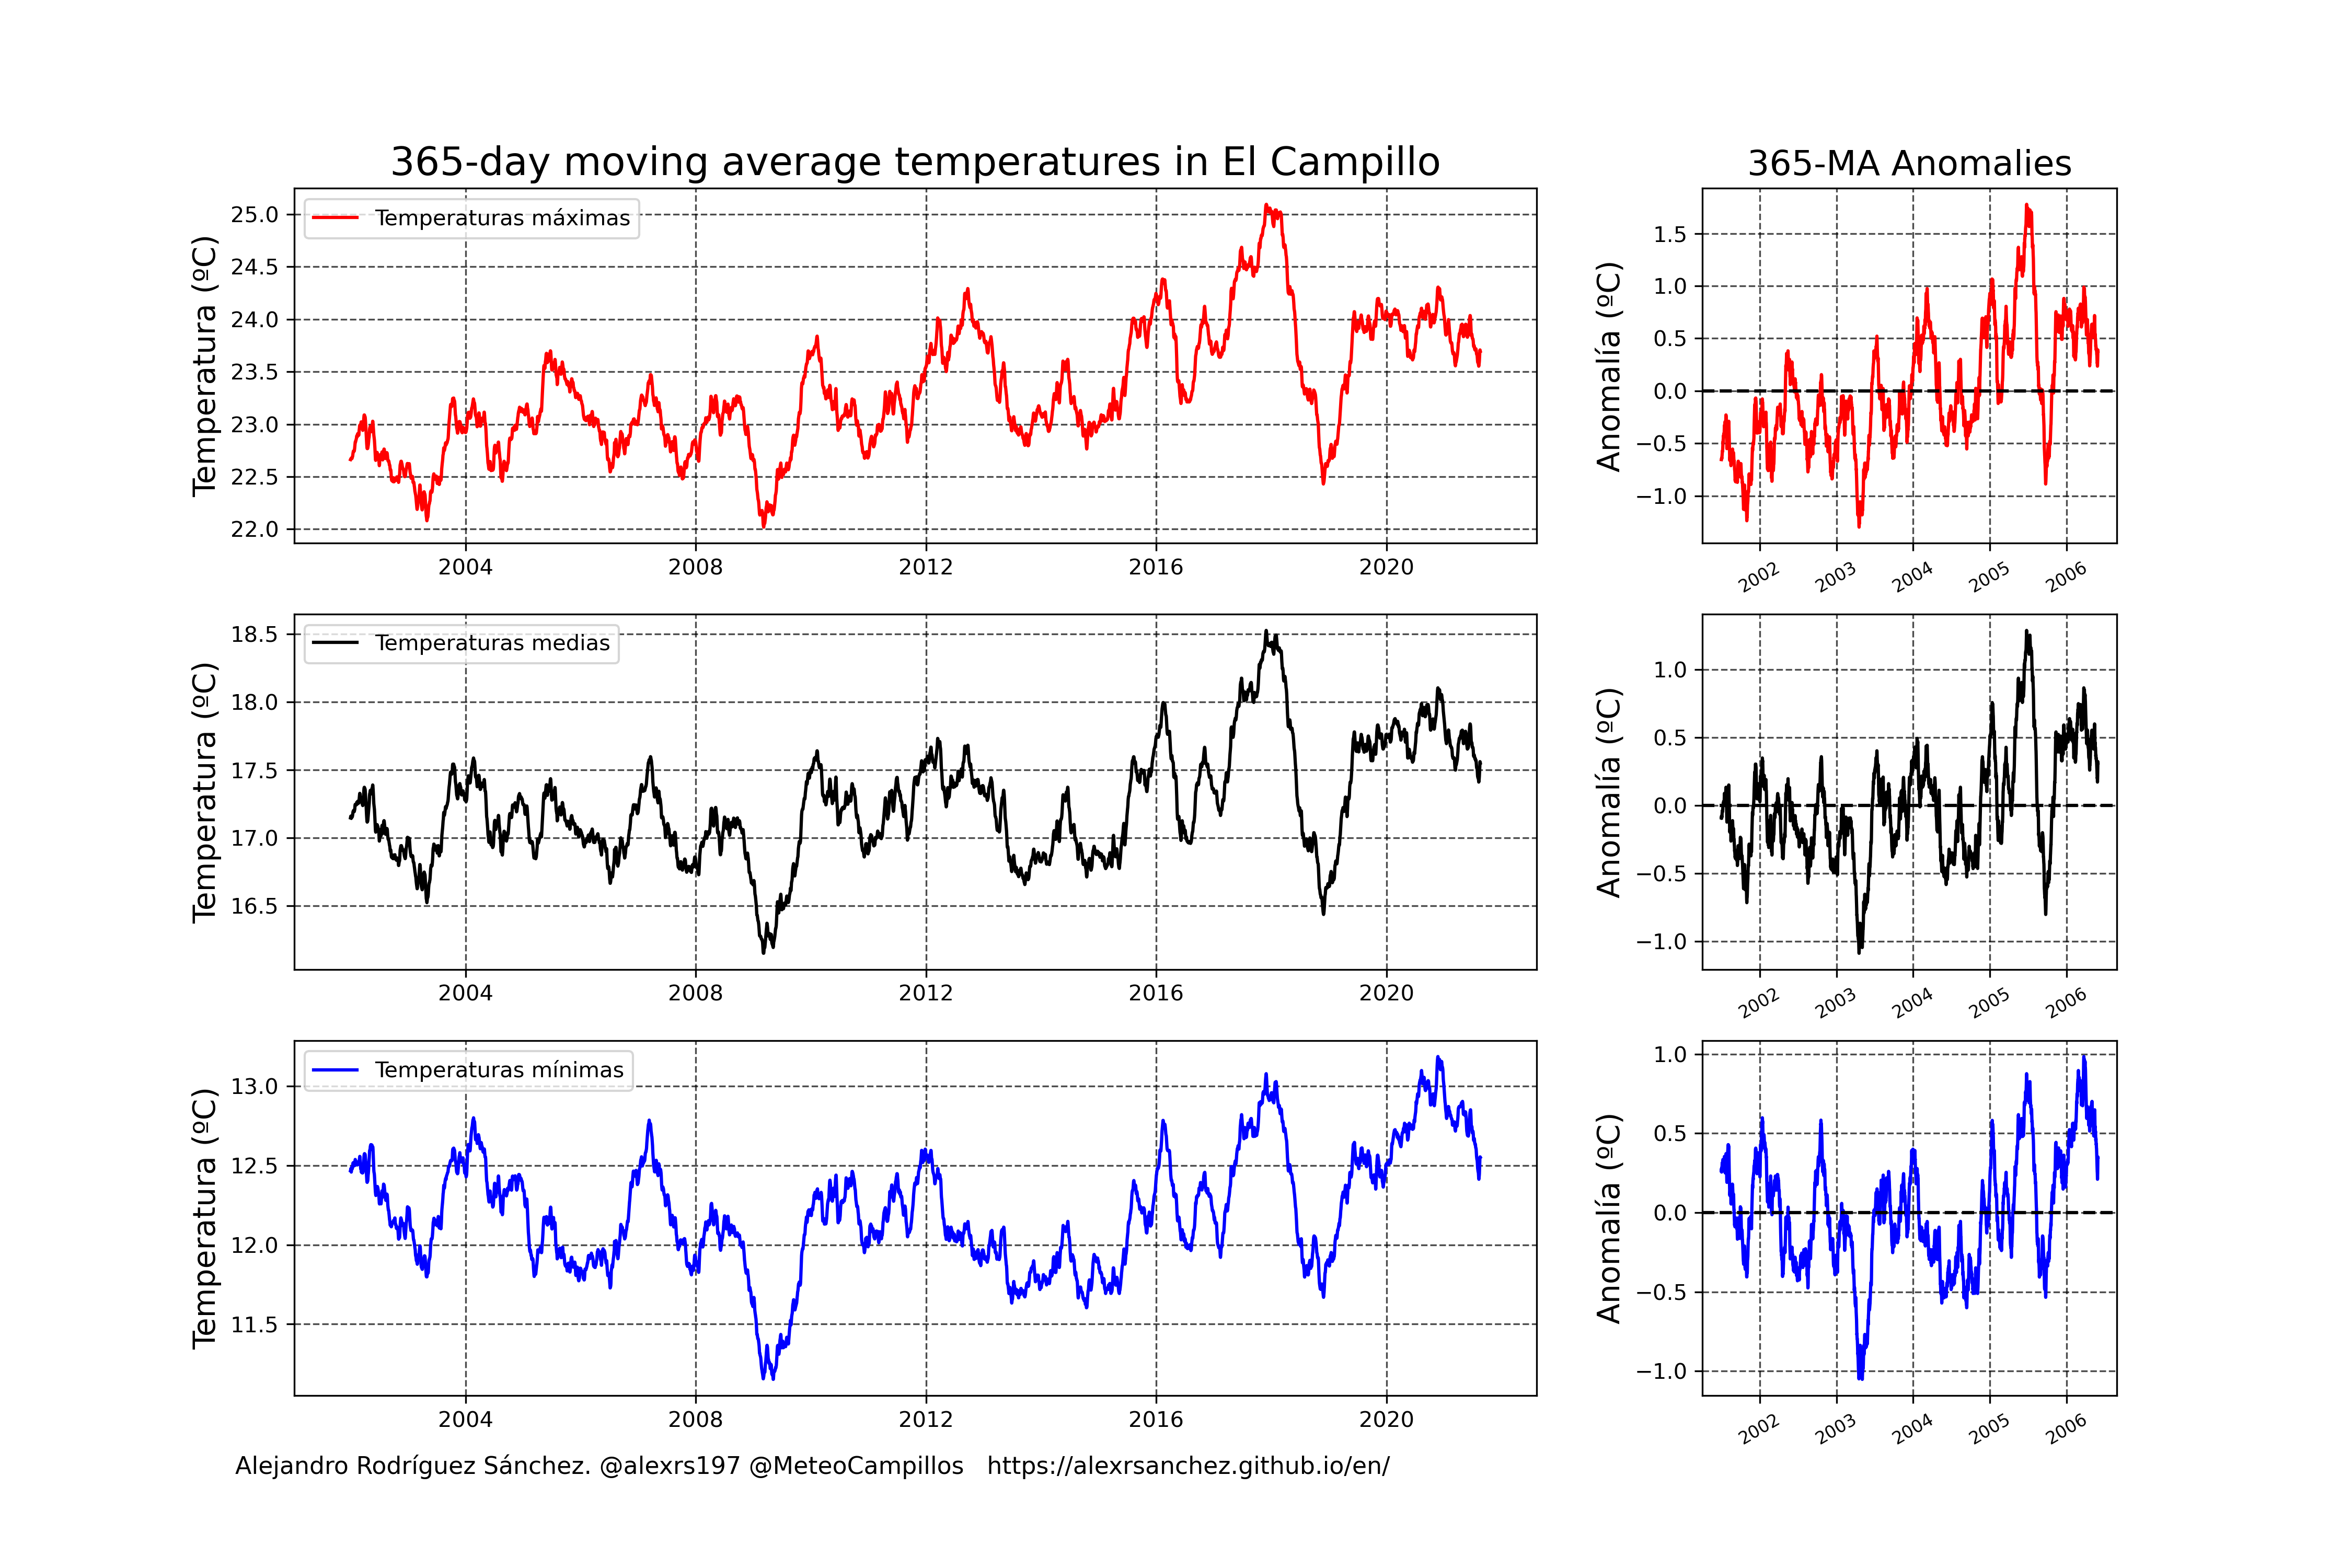 365-day moving average temperatures in El Campillo
365-MA Anomalies
Temperatura (ºC)
25.0
24.5
24.0
23.5
23.0
22.5
22.0
Temperaturas máximas
2004 2008 2012 2016 2020
Anomalía (ºC)
1.5
1.0
0.5
0.0
−0.5
−1.0
2002 2003 2004 2005 2006
Temperatura (ºC)
18.5
18.0
17.5
17.0
16.5
Temperaturas medias
2004 2008 2012 2016 2020
Anomalía (ºC)
1.0
0.5
0.0
−0.5
−1.0
2002 2003 2004 2005 2006
Temperatura (ºC)
13.0
12.5
12.0
11.5
Temperaturas mínimas
2004 2008 2012 2016 2020
Anomalía (ºC)
1.0
0.5
0.0
−0.5
−1.0
2002 2003 2004 2005 2006
Alejandro Rodríguez Sánchez. @alexrs197 @MeteoCampillos https://alexrsanchez.github.io/en/